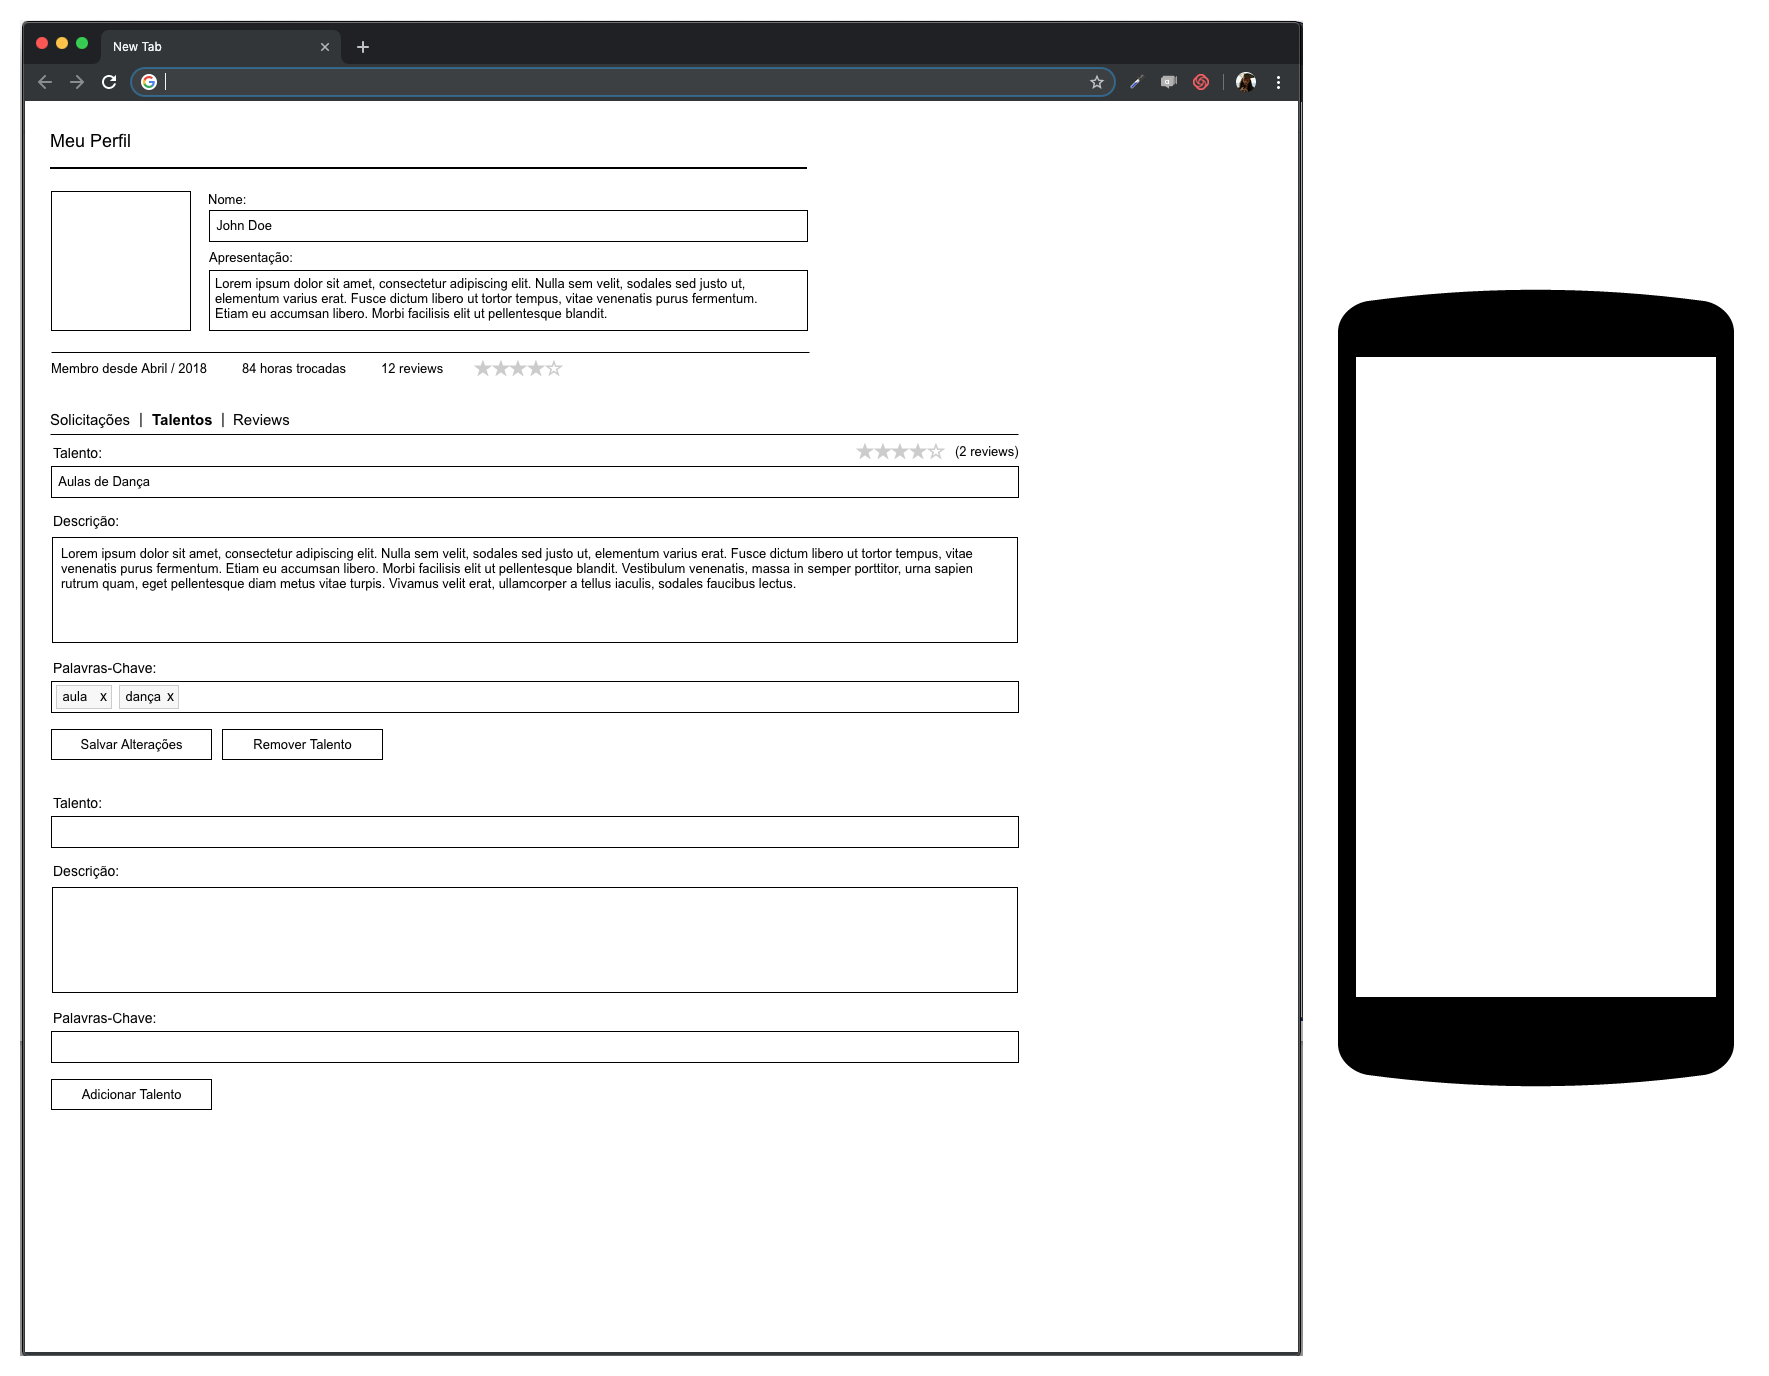 New Tab
Meu Perfil
Nome:
John Doe
Apresentação:
Lorem ipsum dolor sit amet, consectetur adipiscing elit. Nulla sem velit, sodales sed justo ut,
elementum varius erat. Fusce dictum libero ut tortor tempus, vitae venenatis purus fermentum.
Etiam eu accumsan libero. Morbi facilisis elit ut pellentesque blandit.
Membro desde Abril / 2018 84 horas trocadas 12 reviews
Solicitações | Talentos | Reviews
Talento: (2 reviews)
Aulas de Dança
Descrição:
Lorem ipsum dolor sit amet, consectetur adipiscing elit. Nulla sem velit, sodales sed justo ut, elementum varius erat. Fusce dictum libero ut tortor tempus, vitae
venenatis purus fermentum. Etiam eu accumsan libero. Morbi facilisis elit ut pellentesque blandit. Vestibulum venenatis, massa in semper porttitor, urna sapien
rutrum quam, eget pellentesque diam metus vitae turpis. Vivamus velit erat, ullamcorper a tellus iaculis, sodales faucibus lectus.
Palavras-Chave:
aula x dança x
Salvar Alterações Remover Talento
Talento:
Descrição:
Palavras-Chave:
Adicionar Talento